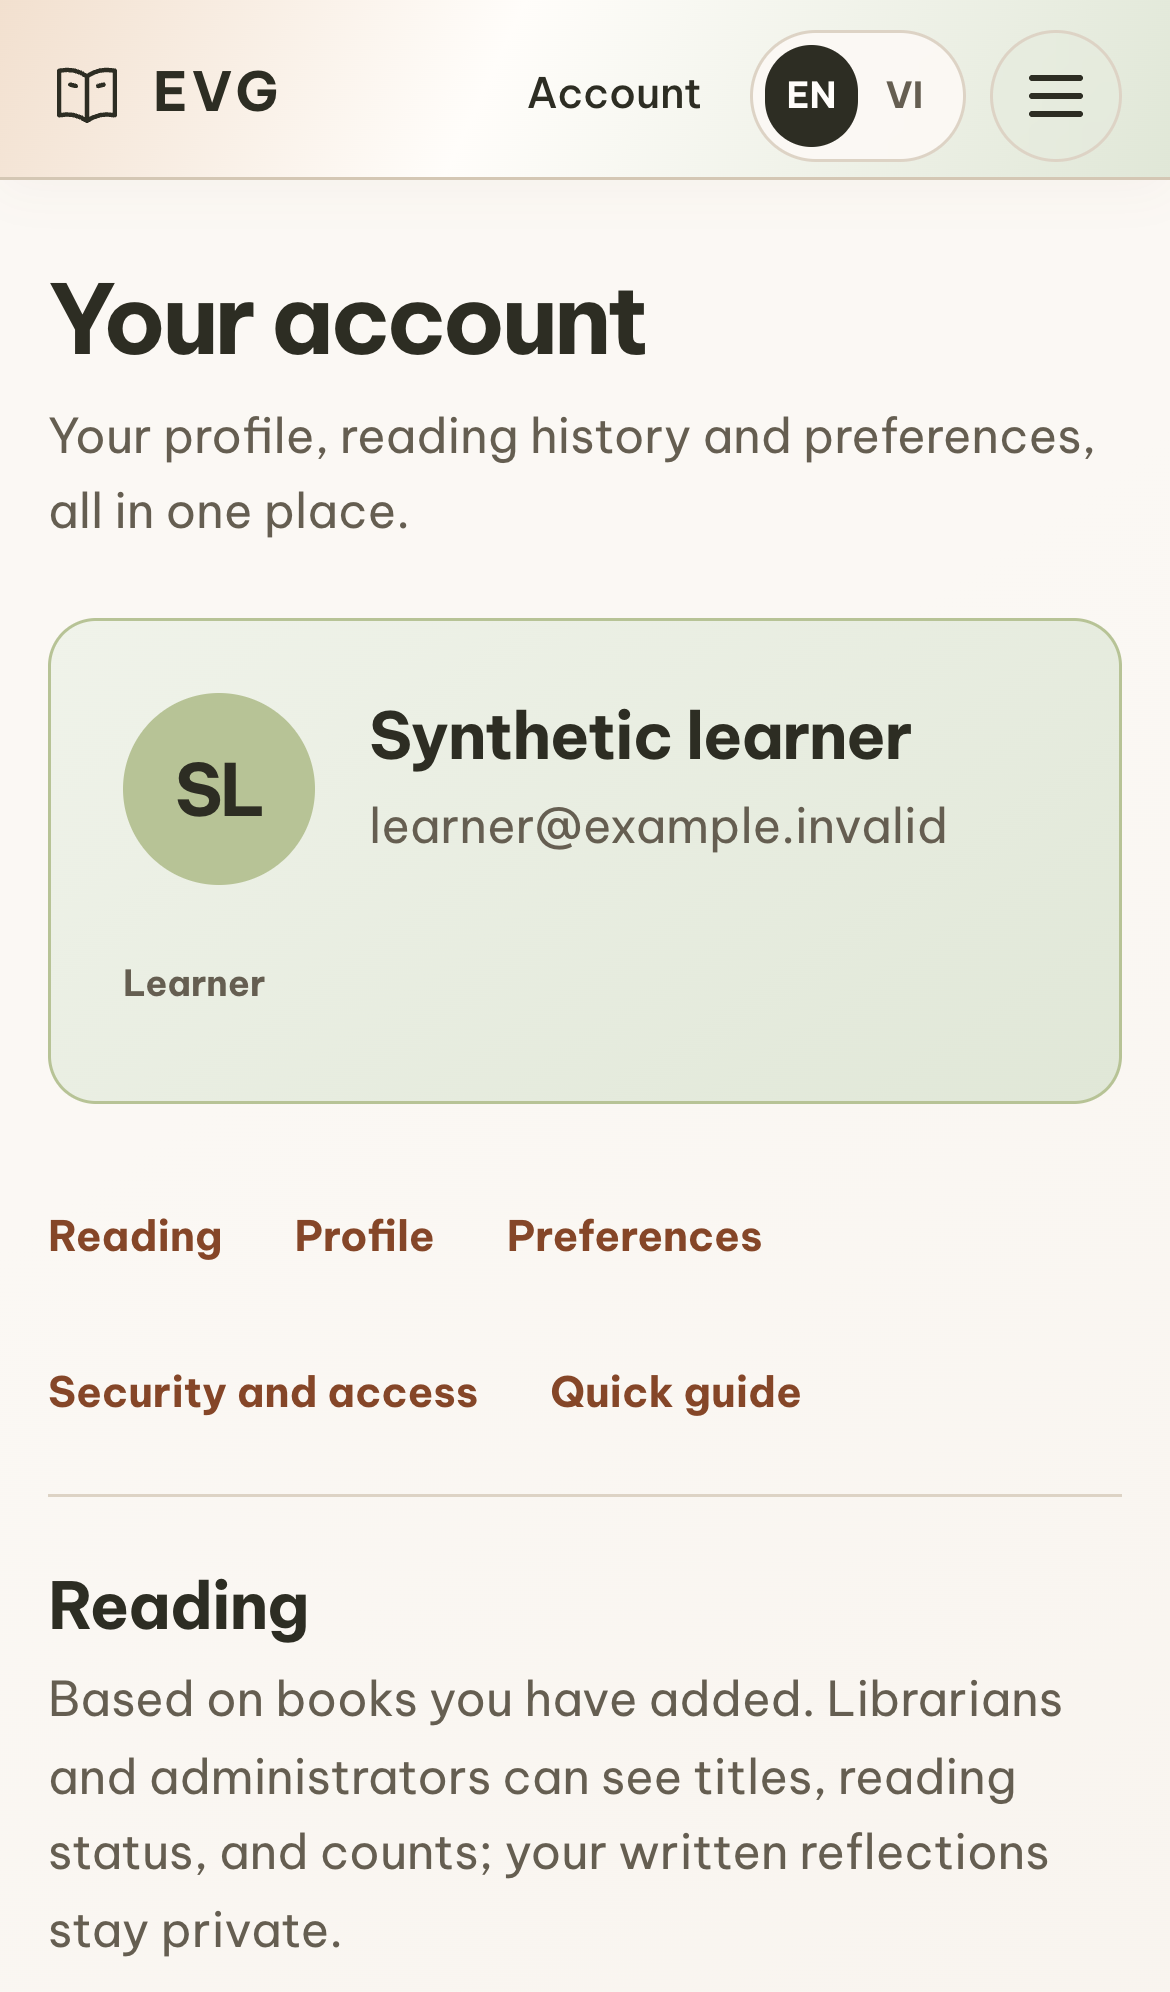 EVG
Account
EN
VI
Your account
Your profile, reading history and preferences,
all in one place.
SL
Synthetic learner
learner@example.invalid
Learner
Reading
Profile
Preferences
Security and access
Quick guide
Reading
Based on books you have added. Librarians
and administrators can see titles, reading
status, and counts; your written reflections
stay private.